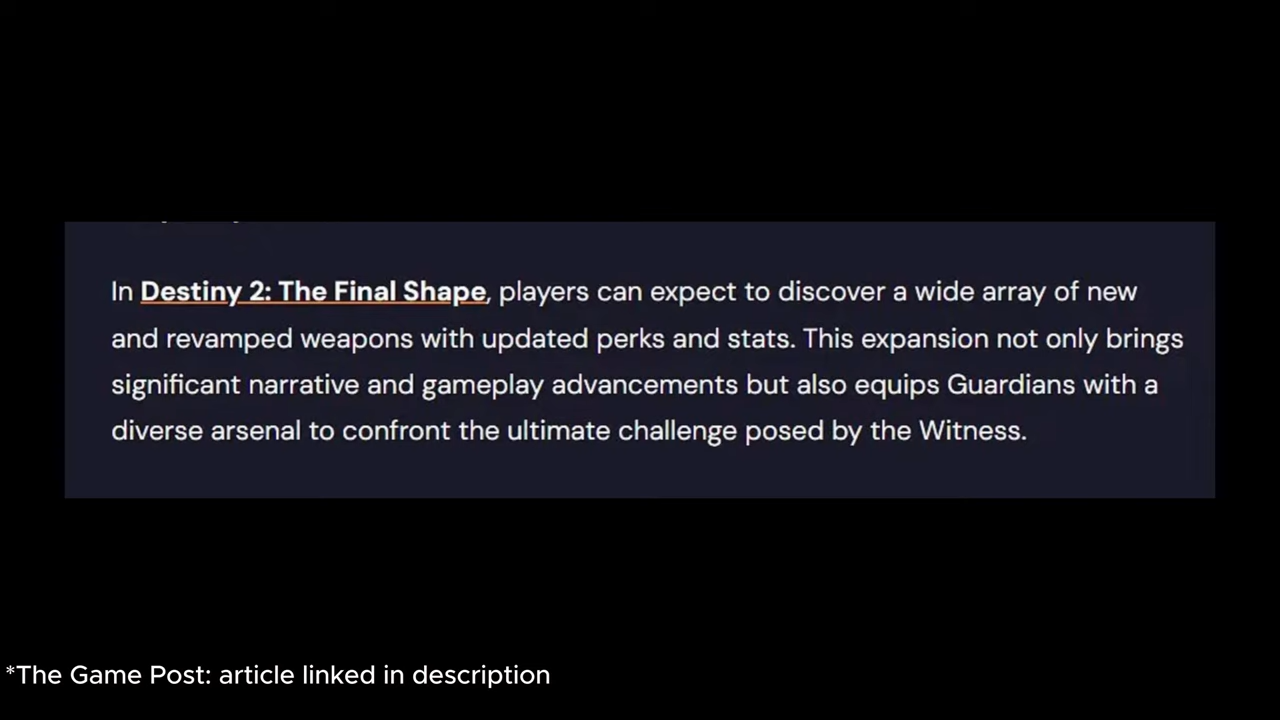 In Destiny 2: The Final Shape, players can expect to discover a wide array of new
and revamped weapons with updated perks and stats. This expansion not only brings
significant narrative and gameplay advancements but also equips Guardians with a
diverse arsenal to confront the ultimate challenge posed by the Witness.
*The Game Post: article linked in description